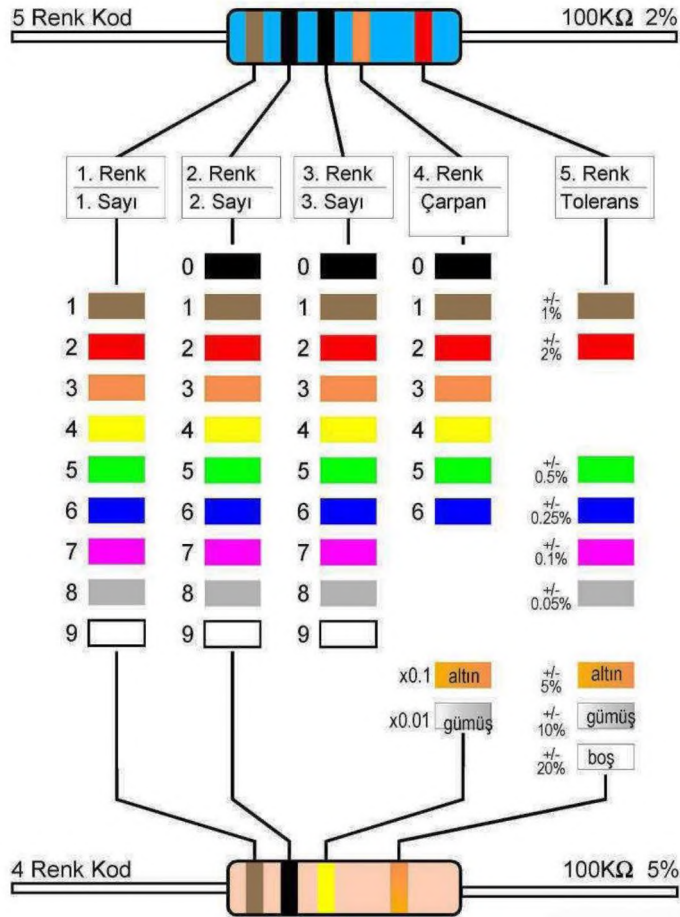 5 Renk Kod 100KΩ 2%
1. Renk 2. Renk 3. Renk 4. Renk 5. Renk
1. Sayı 2. Sayı 3. Sayı Çarpan Tolerans
0 0 0
1 1 1 1 +/- 1%
2 2 2 2 +/- 2%
3 3 3 3
4 4 4 4
5 5 5 5 +/- 0.5%
6 6 6 6 +/- 0.25%
7 7 7 +/- 0.1%
8 8 8 +/- 0.05%
9 9 9
x0.1 altın +/- 5% altın
x0.01 gümüş +/- 10% gümüş
+/- 20% boş
4 Renk Kod 100KΩ 5%